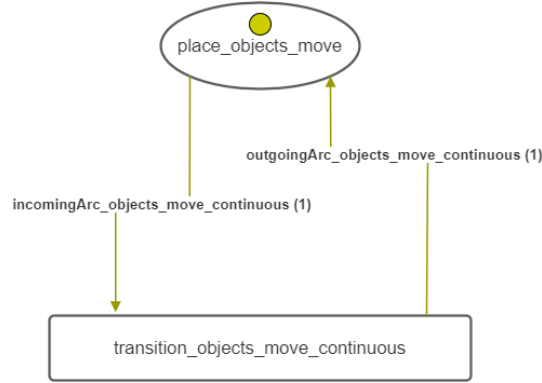 place_objects_move
outgoingArc_objects_move_continuous (1)
incomingArc_objects_move_continuous (1)
transition_objects_move_continuous